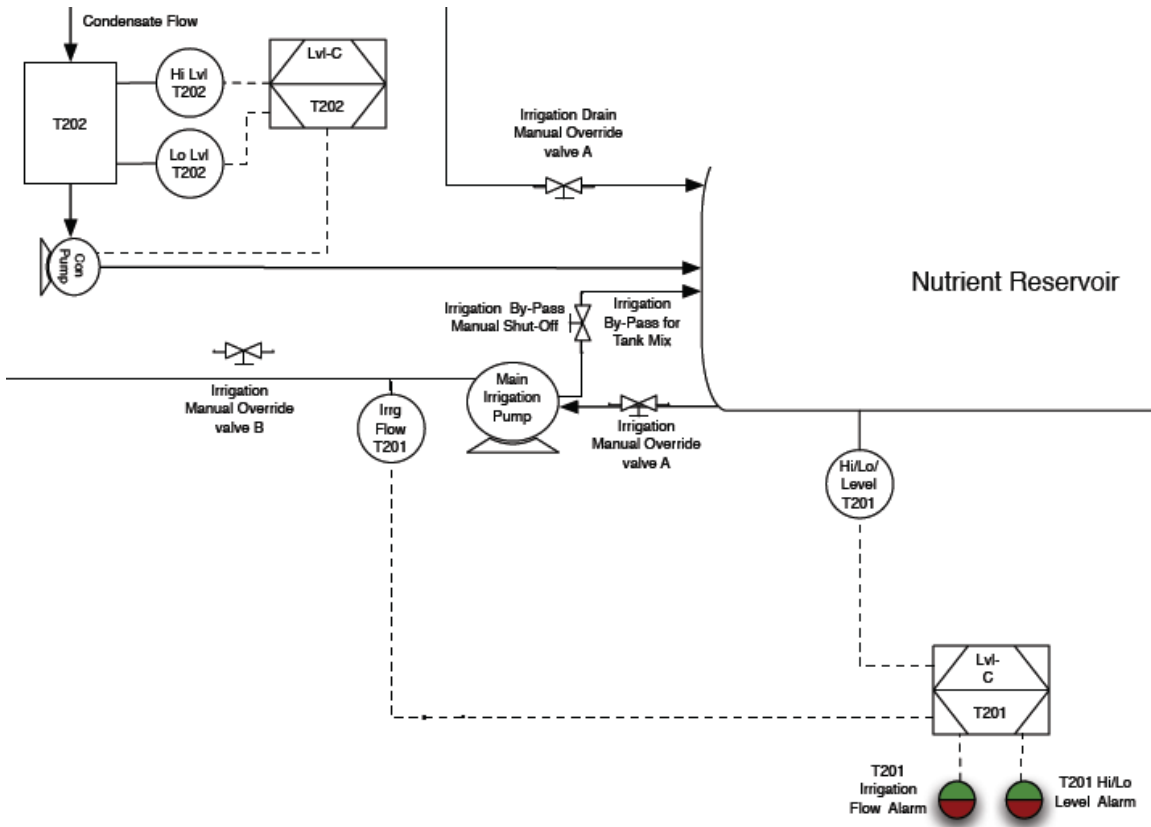 Condensate Flow
T202
Hi Lvl
T202
Lo Lvl
T202
Lvl-C
T202
Con
Pump
Irrigation Drain
Manual Override
valve A
Nutrient Reservoir
Irrigation By-Pass
Manual Shut-Off
Irrigation
By-Pass for
Tank Mix
Irrigation
Manual Override
valve B
Irrg
Flow
T201
Main
Irrigation
Pump
Irrigation
Manual Override
valve A
Hi/Lo/
Level
T201
Lvl-
C
T201
T201
Irrigation
Flow Alarm
T201 Hi/Lo
Level Alarm